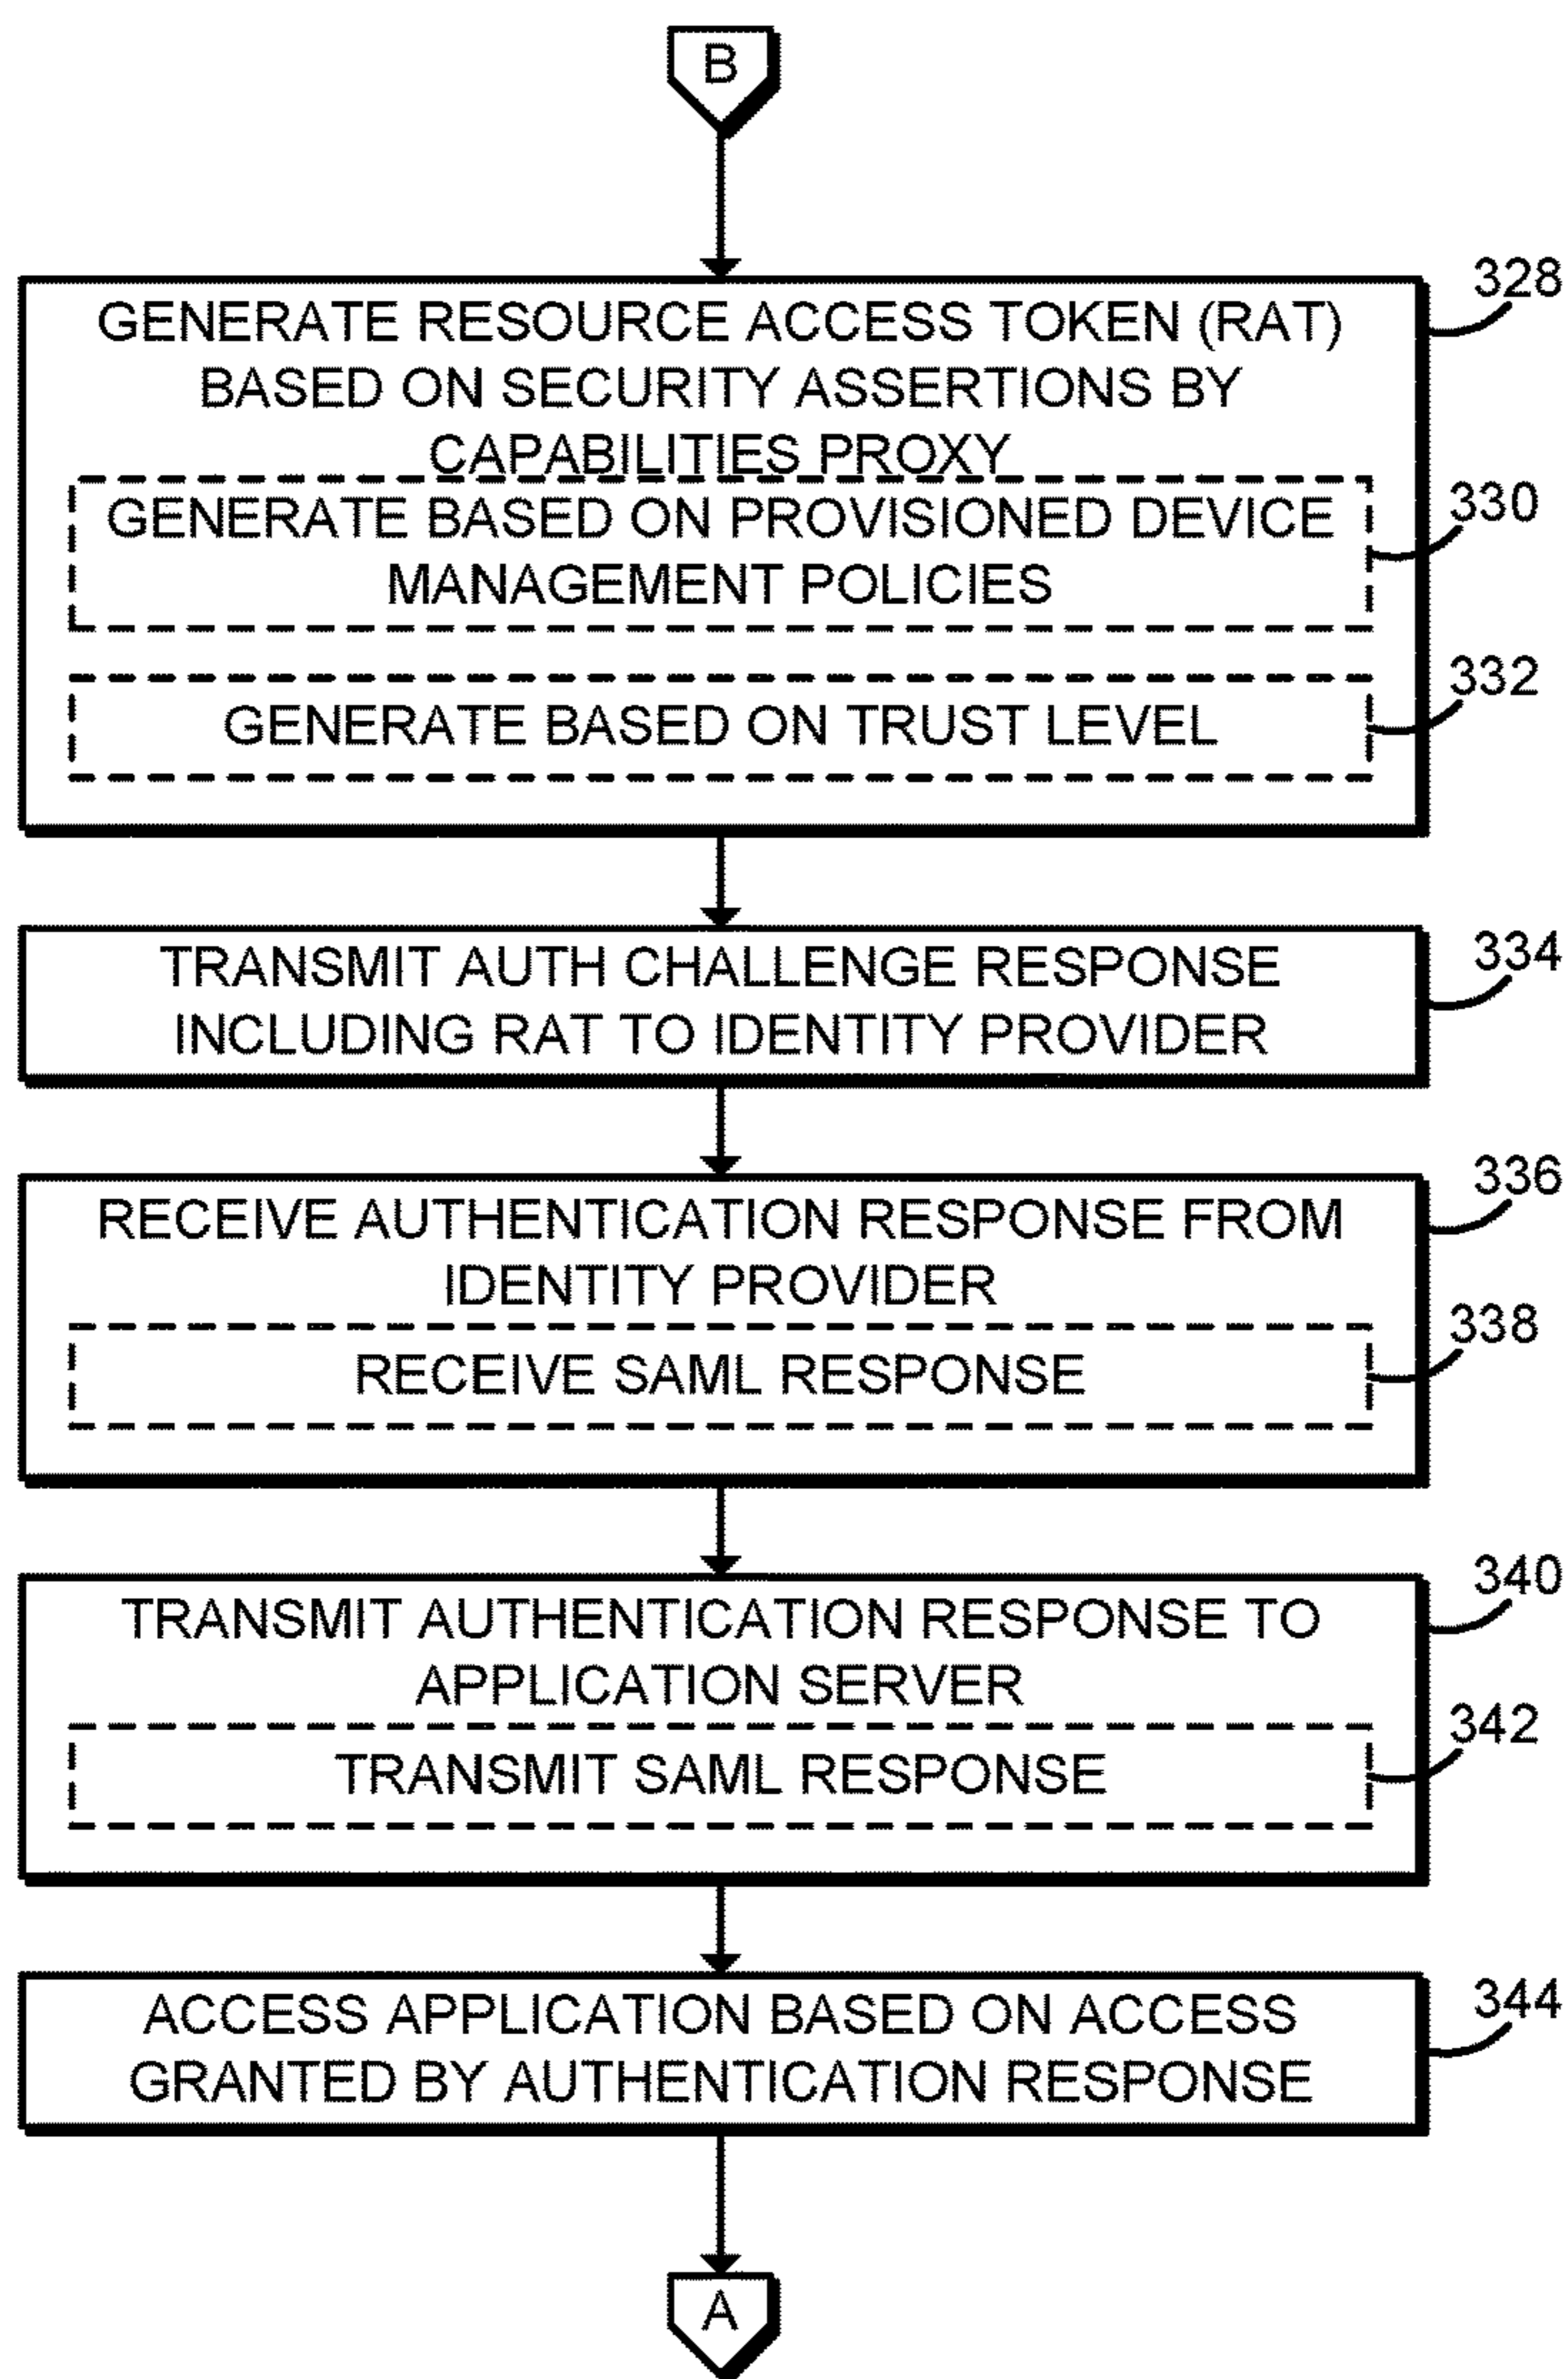 B
GENERATE RESOURCE ACCESS TOKEN (RAT)
BASED ON SECURITY ASSERTIONS BY
CAPABILITIES PROXY
328
GENERATE BASED ON PROVISIONED DEVICE
MANAGEMENT POLICIES
330
GENERATE BASED ON TRUST LEVEL
332
TRANSMIT AUTH CHALLENGE RESPONSE
INCLUDING RAT TO IDENTITY PROVIDER
334
RECEIVE AUTHENTICATION RESPONSE FROM
IDENTITY PROVIDER
336
RECEIVE SAML RESPONSE
338
TRANSMIT AUTHENTICATION RESPONSE TO
APPLICATION SERVER
340
TRANSMIT SAML RESPONSE
342
ACCESS APPLICATION BASED ON ACCESS
GRANTED BY AUTHENTICATION RESPONSE
344
A